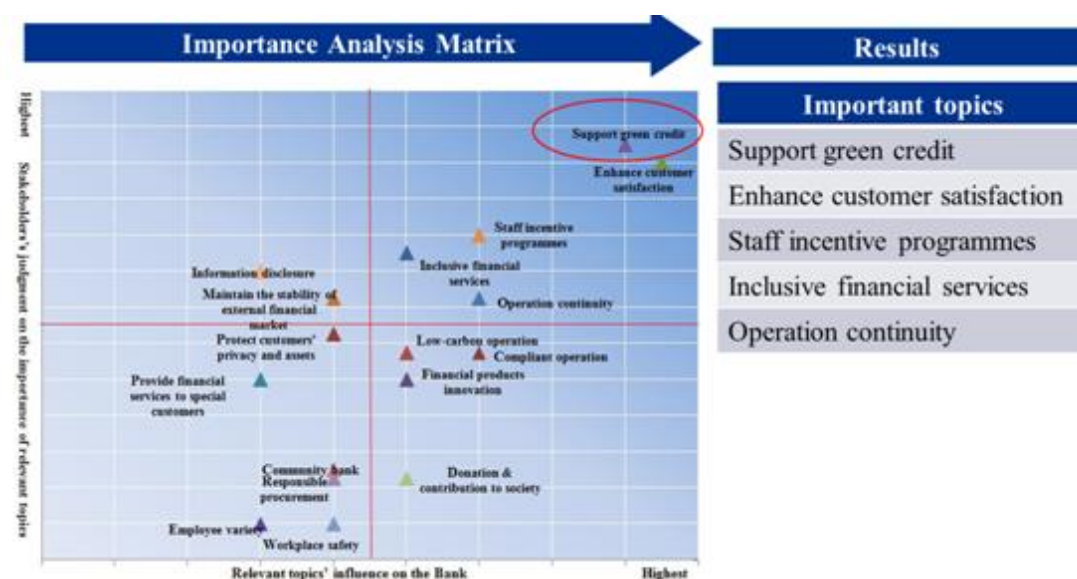 Importance Analysis Matrix
Results
Important topics
Support green credit
Enhance customer satisfaction
Staff incentive programmes
Inclusive financial services
Operation continuity
Highest
Stakeholders's judgment on the importance of relevant topics
Support green credit
Enhance customer
satisfaction
Staff incentive
programmes
Inclusive financial
services
Information disclosure
Maintain the stability of
external financial
market
Operation continuity
Protect customers'
privacy and assets
Low-carbon operation
Compliant operation
Financial products
innovation
Provide financial
services to special
customers
Community bank
Responsible
procurement
Donation &
contribution to society
Employee variety
Workplace safety
Relevant topics' influence on the Bank
Highest